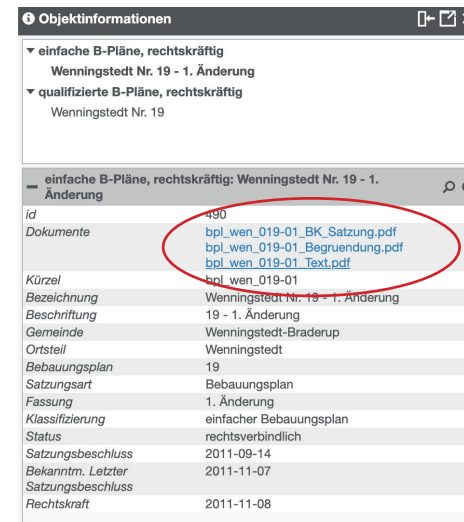 Objektinformationen
einfache B-Pläne, rechtskräftig
Wenningstedt Nr. 19 - 1. Änderung
qualifizierte B-Pläne, rechtskräftig
Wenningstedt Nr. 19
einfache B-Pläne, rechtskräftig: Wenningstedt Nr. 19 - 1.
Änderung
id 490
Dokumente bpl_wen_019-01_BK_Satzung.pdf
bpl_wen_019-01_Begruendung.pdf
bpl_wen_019-01_Text.pdf
Kürzel bpl_wen_019-01
Bezeichnung Wenningstedt Nr. 19 - 1. Änderung
Beschriftung 19 - 1. Änderung
Gemeinde Wenningstedt-Braderup
Ortsteil Wenningstedt
Bebauungsplan 19
Satzungsart Bebauungsplan
Fassung 1. Änderung
Klassifizierung einfacher Bebauungsplan
Status rechtsverbindlich
Satzungsbeschluss 2011-09-14
Bekanntm. Letzter 2011-11-07
Satzungsbeschluss
Rechtskraft 2011-11-08